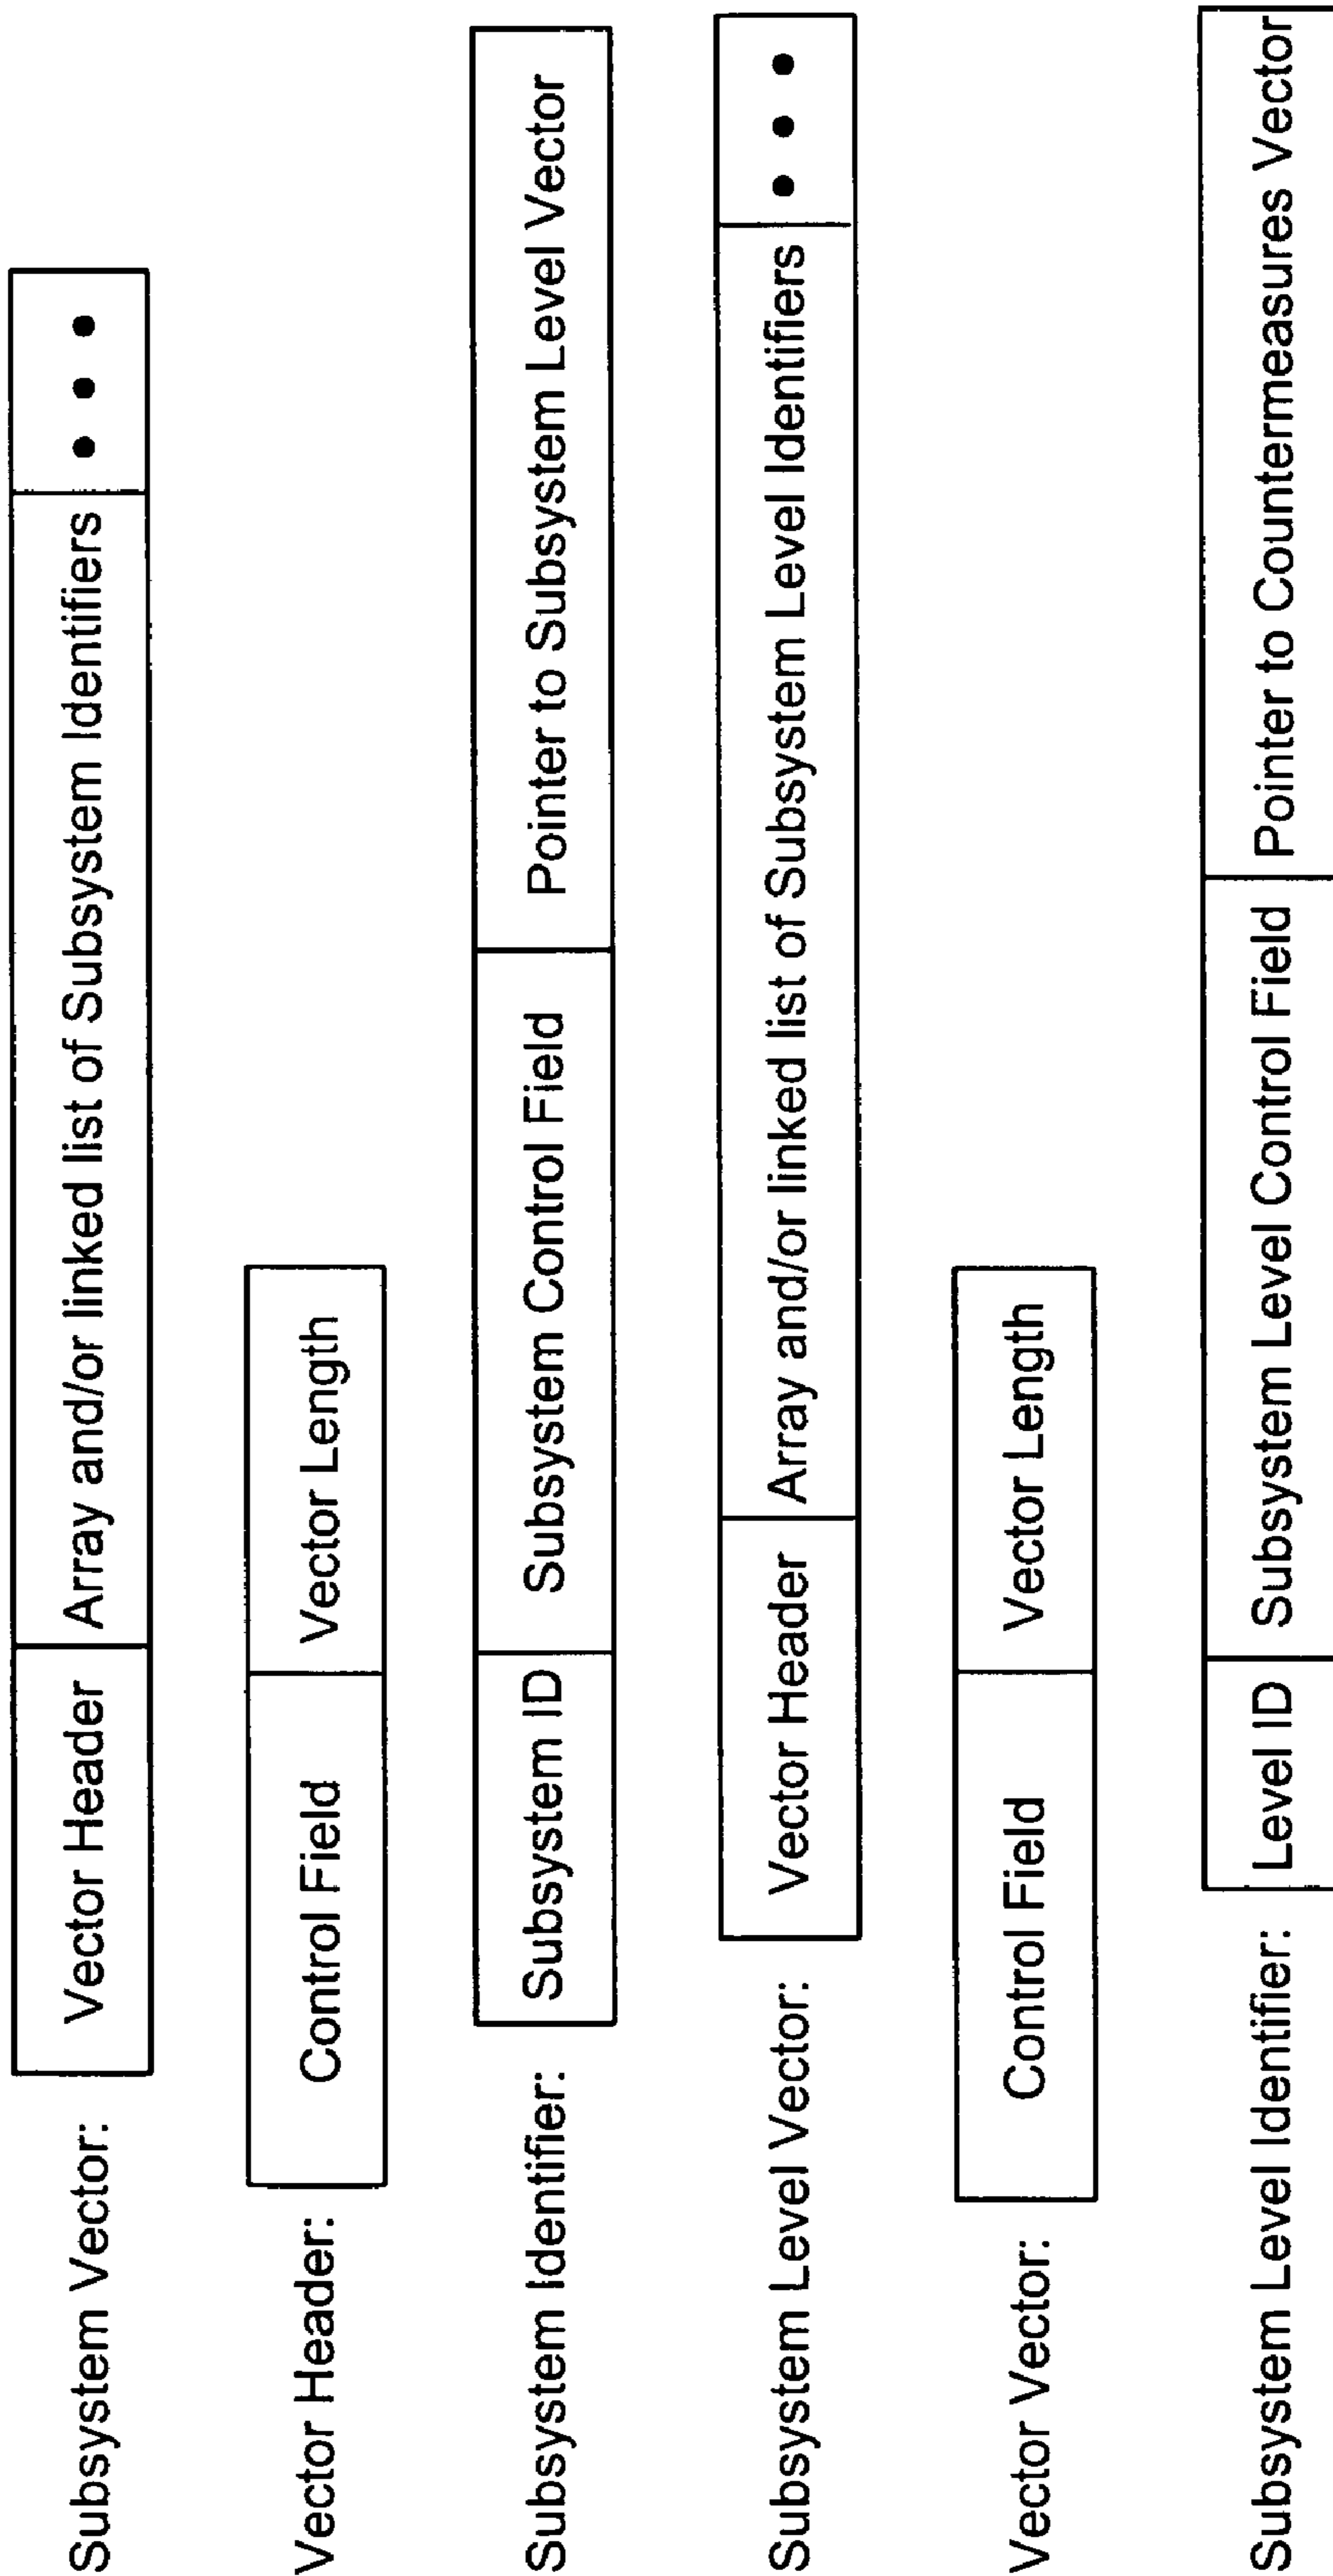 Subsystem Vector: Vector Header Array and/or linked list of Subsystem Identifiers • • •
Vector Header: Control Field Vector Length
Subsystem Identifier: Subsystem ID Subsystem Control Field Pointer to Subsystem Level Vector
Subsystem Level Vector: Vector Header Array and/or linked list of Subsystem Level Identifiers • • •
Vector Vector: Control Field Vector Length
Subsystem Level Identifier: Level ID Subsystem Level Control Field Pointer to Countermeasures Vector